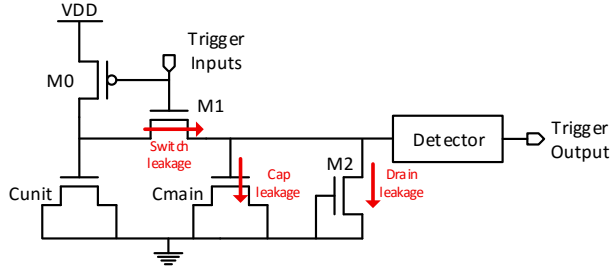 VDD
Trigger
Inputs
M0
M1
Switch
leakage
Detector
Trigger
Output
M2
Cap
leakage
Drain
leakage
Cunit
Cmain